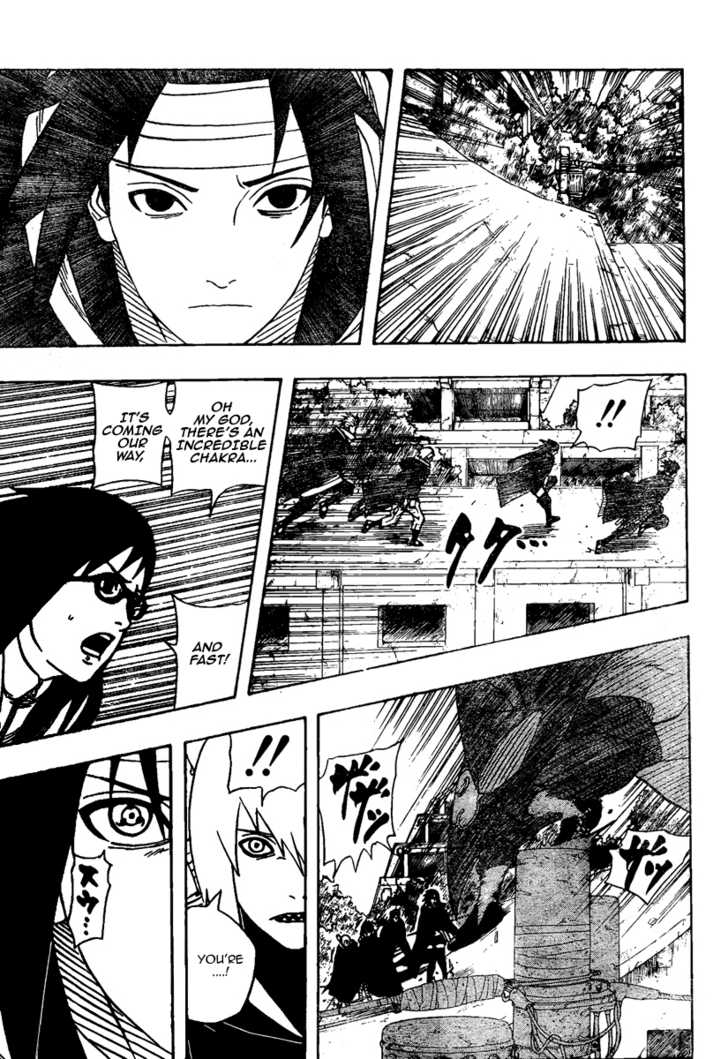 !!
タタ…
OH
MY GOD,
THERE'S AN
INCREDIBLE
CHAKRA...
IT'S
COMING
OUR
WAY,
AND
FAST!
ザッ
ザザッ
!!
YOU'RE
....!
スウ…